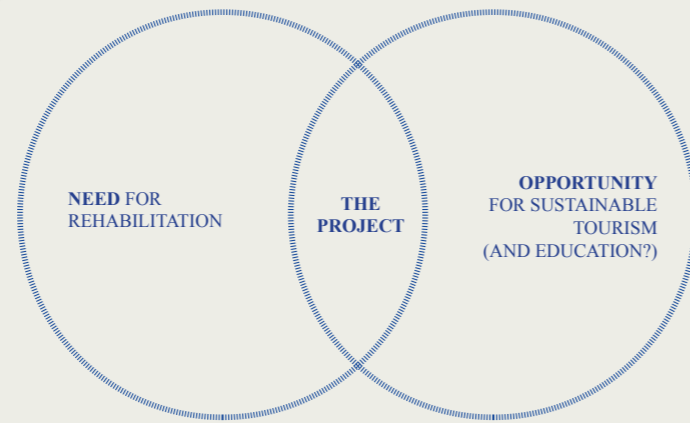 NEED FOR
REHABILITATION
THE
PROJECT
OPPORTUNITY
FOR SUSTAINABLE
TOURISM
(AND EDUCATION?)